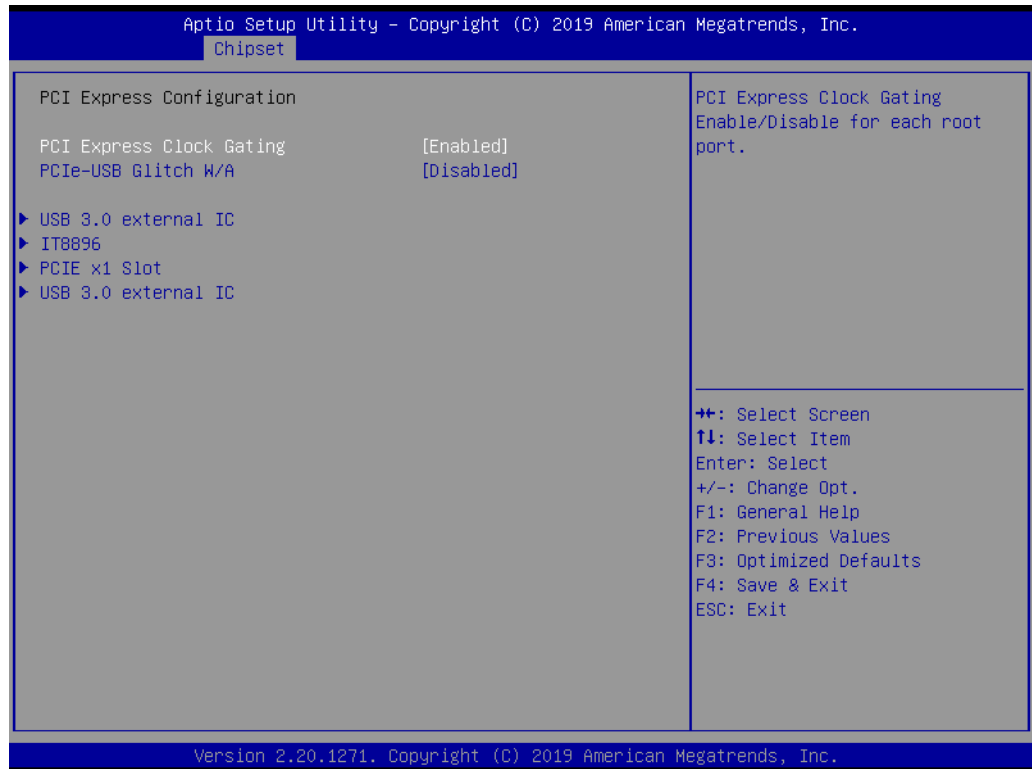 Aptio Setup Utility – Copyright (C) 2019 American Megatrends, Inc.
Chipset
PCI Express Configuration
PCI Express Clock Gating [Enabled]
PCIe-USB Glitch W/A [Disabled]
USB 3.0 external IC
IT8896
PCIE x1 Slot
USB 3.0 external IC
PCI Express Clock Gating
Enable/Disable for each root
port.
→←: Select Screen
↑↓: Select Item
Enter: Select
+/-: Change Opt.
F1: General Help
F2: Previous Values
F3: Optimized Defaults
F4: Save & Exit
ESC: Exit
Version 2.20.1271. Copyright (C) 2019 American Megatrends, Inc.